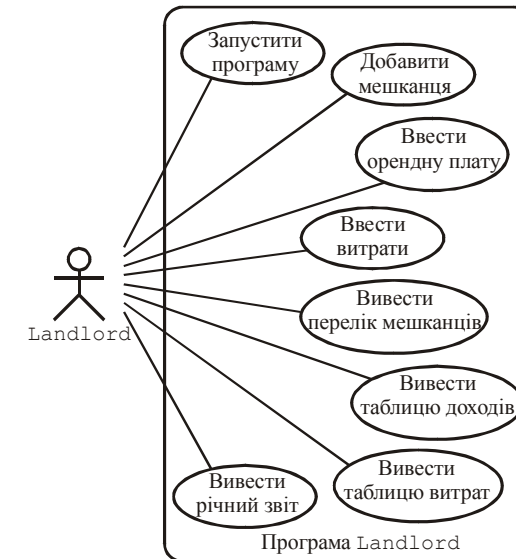 Запустити
програму
Добавити
мешканця
Ввести
орендну плату
Ввести
витрати
Landlord
Вивести
перелік мешканців
Вивести
таблицю доходів
Вивести
річний звіт
Вивести
таблицю витрат
Програма Landlord